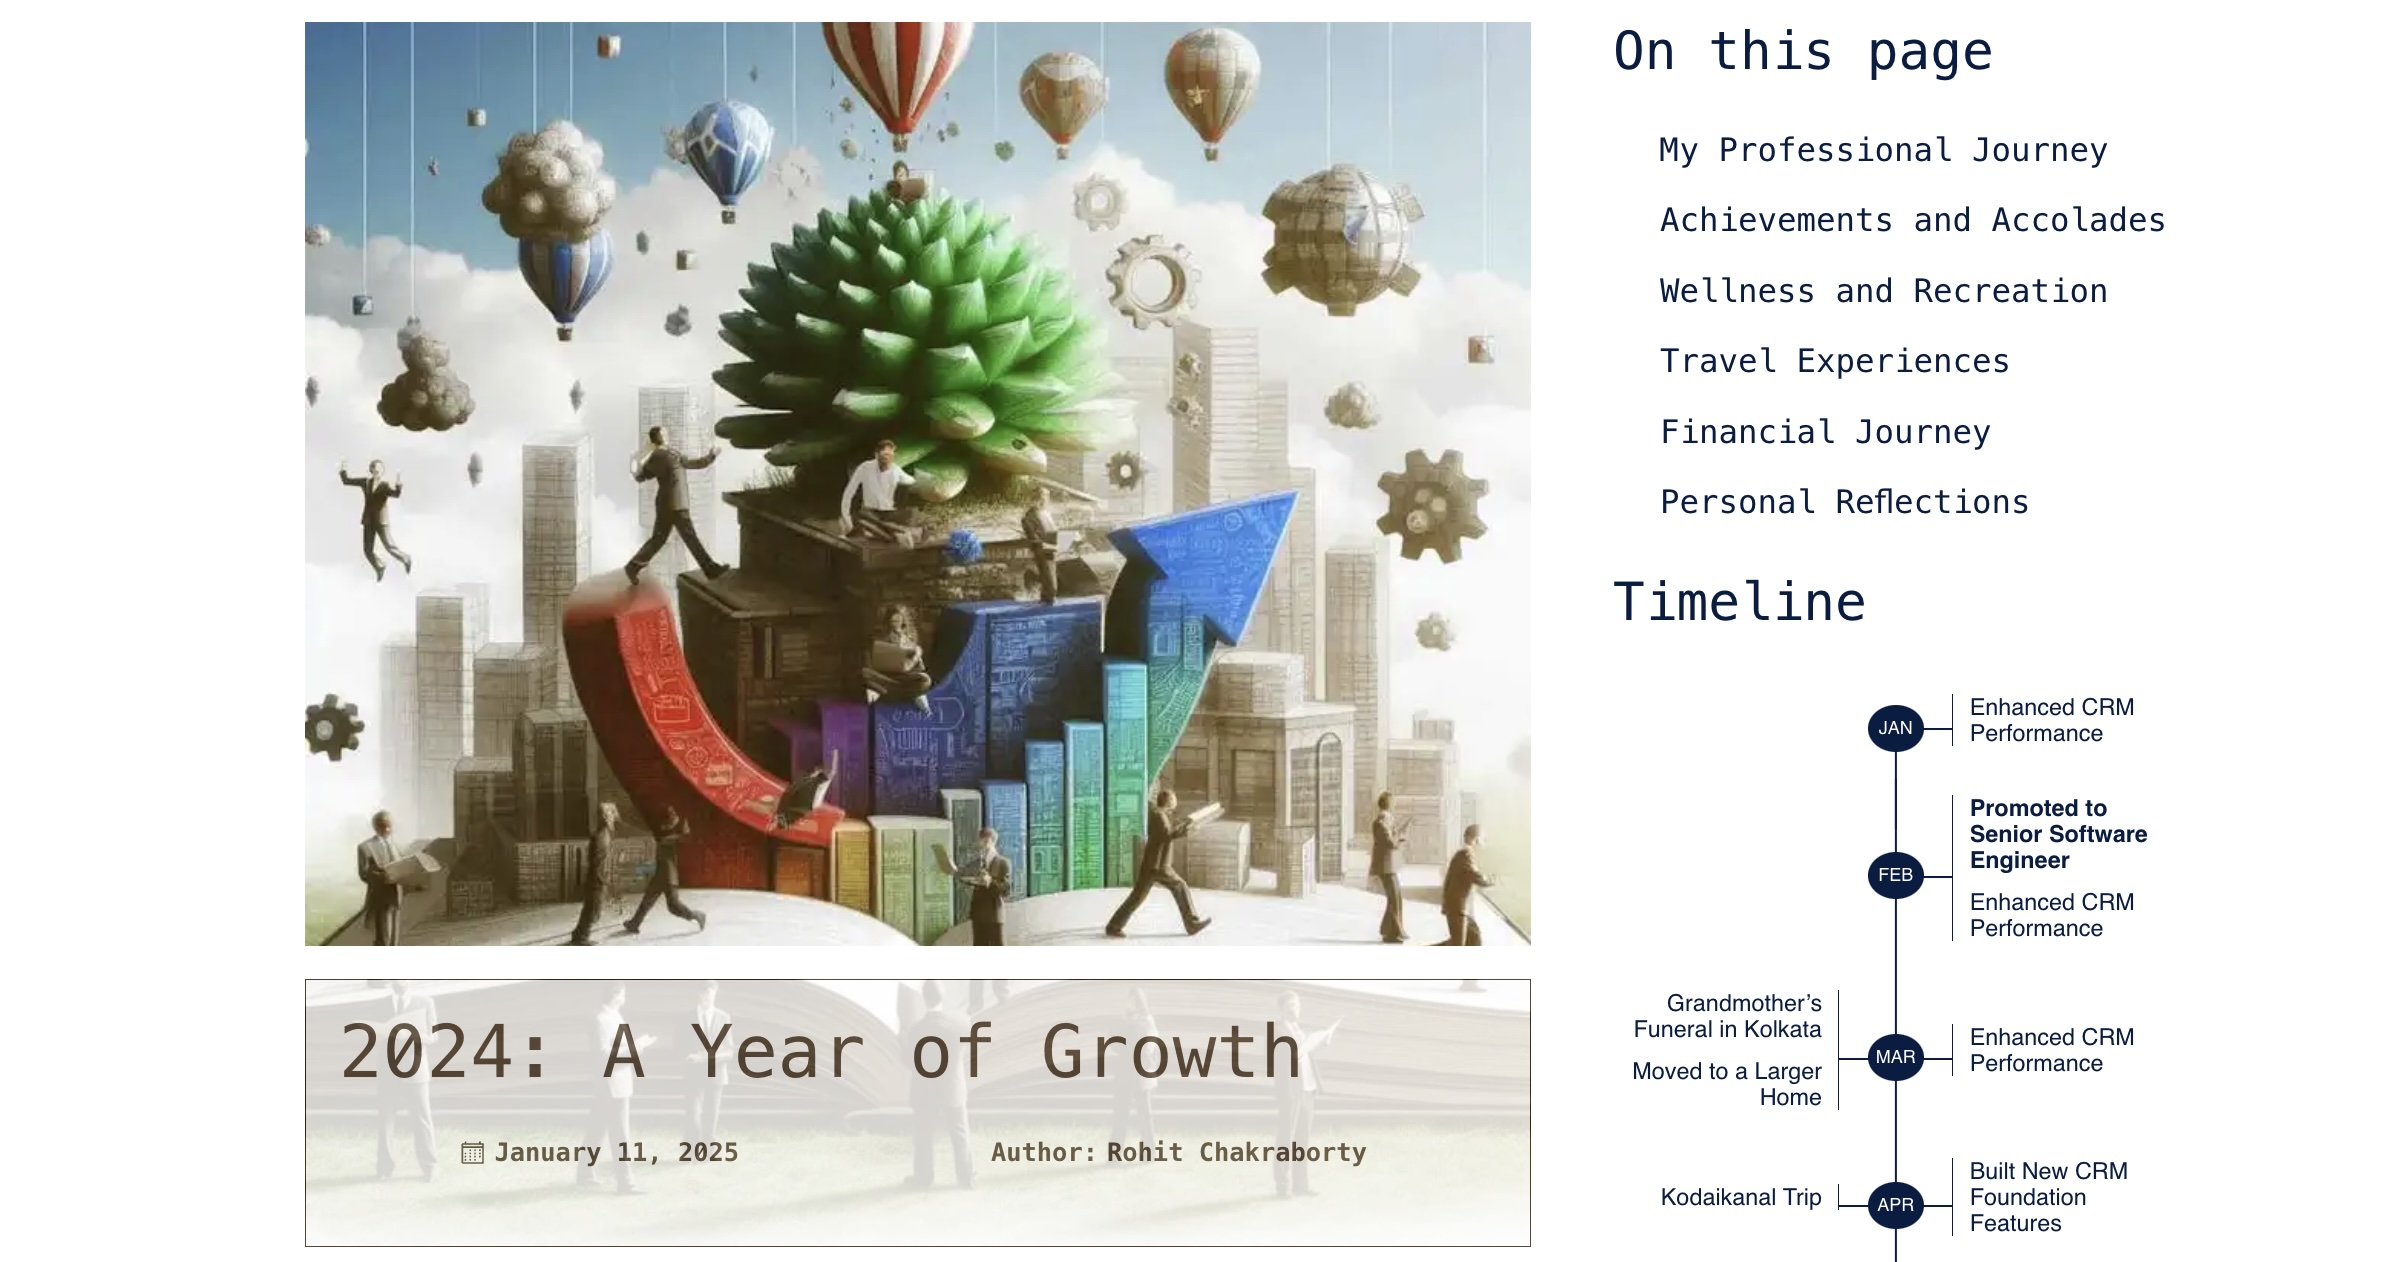 2024: A Year of Growth
January 11, 2025
Author: Rohit Chakraborty
On this page
My Professional Journey
Achievements and Accolades
Wellness and Recreation
Travel Experiences
Financial Journey
Personal Reflections
Timeline
JAN
Enhanced CRM
Performance
FEB
Promoted to
Senior Software
Engineer
Enhanced CRM
Performance
Grandmother’s
Funeral in Kolkata
Moved to a Larger
Home
MAR
Enhanced CRM
Performance
Kodaikanal Trip
APR
Built New CRM
Foundation
Features